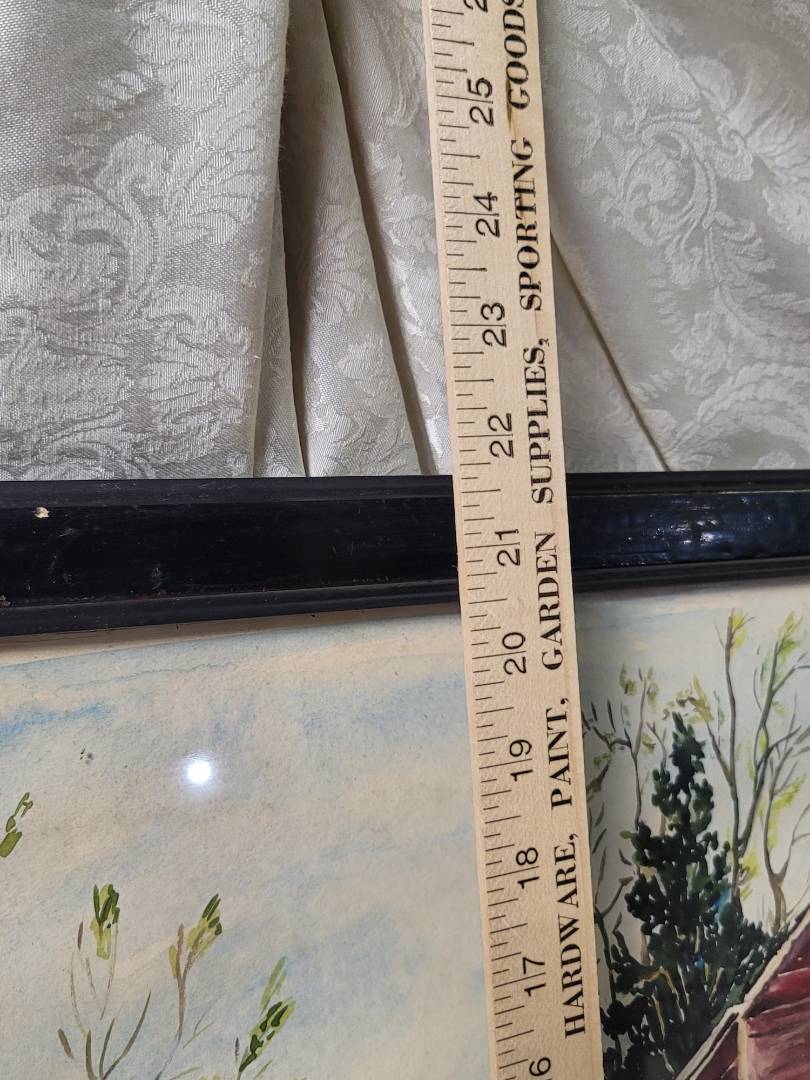 HARDWARE, PAINT, GARDEN SUPPLIES, SPORTING GOODS
17 18 19 20 21 22 23 24 25